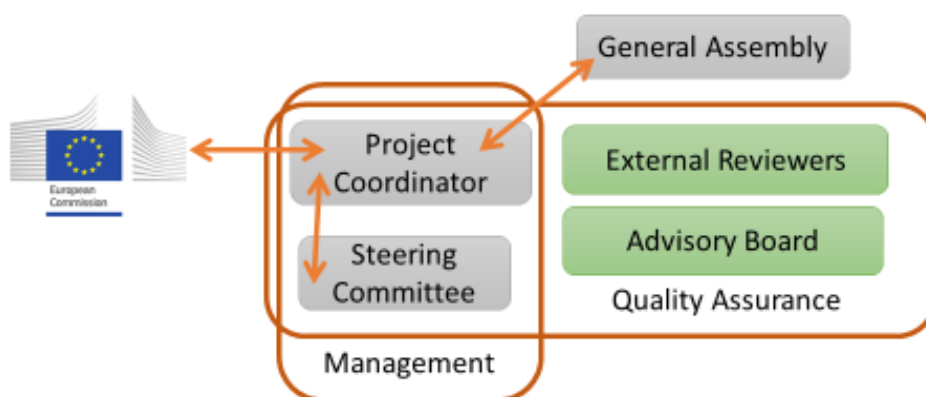 General Assembly
European
Commission
Project
Coordinator
External Reviewers
Advisory Board
Steering
Committee
Quality Assurance
Management